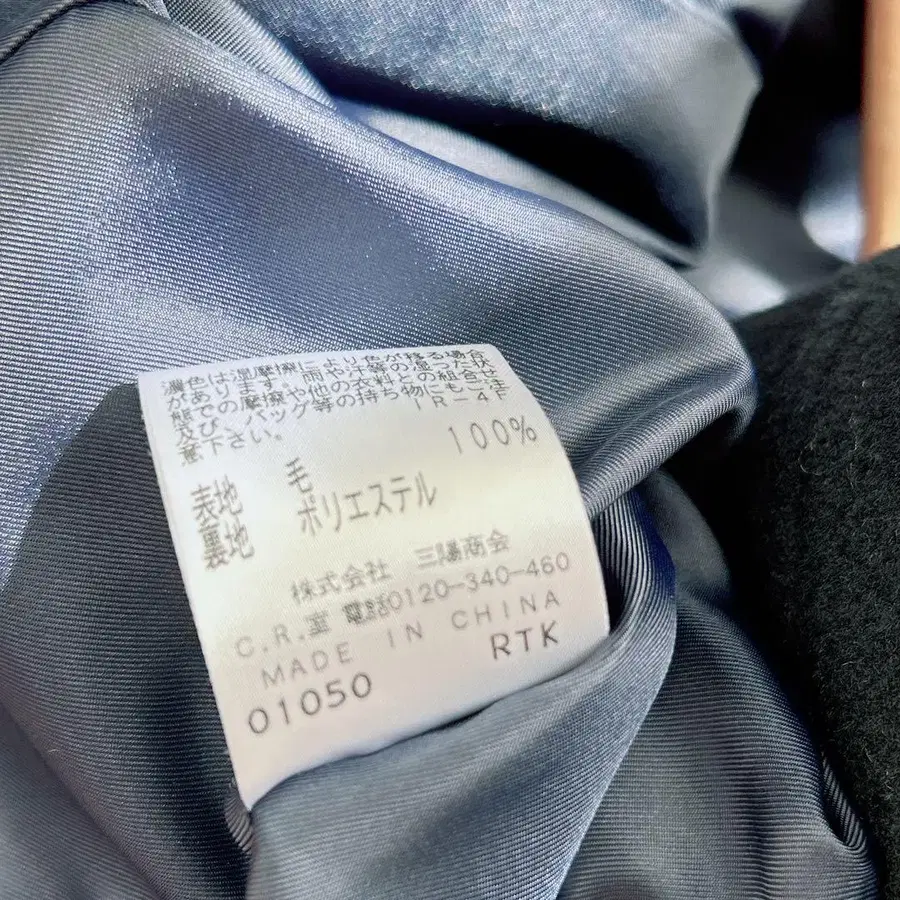 濃色は湿摩擦により色が移る場合
があります。雨や汗等の湿った状
態での摩擦や他の衣料との組合せ
及び、バッグ等の持ち物にもご注
意下さい。 IR-4F
表地 毛 100%
裏地 ポリエステル
株式会社 三陽商会
C.R.室 電話0120-340-460
MADE IN CHINA
01050 RTK